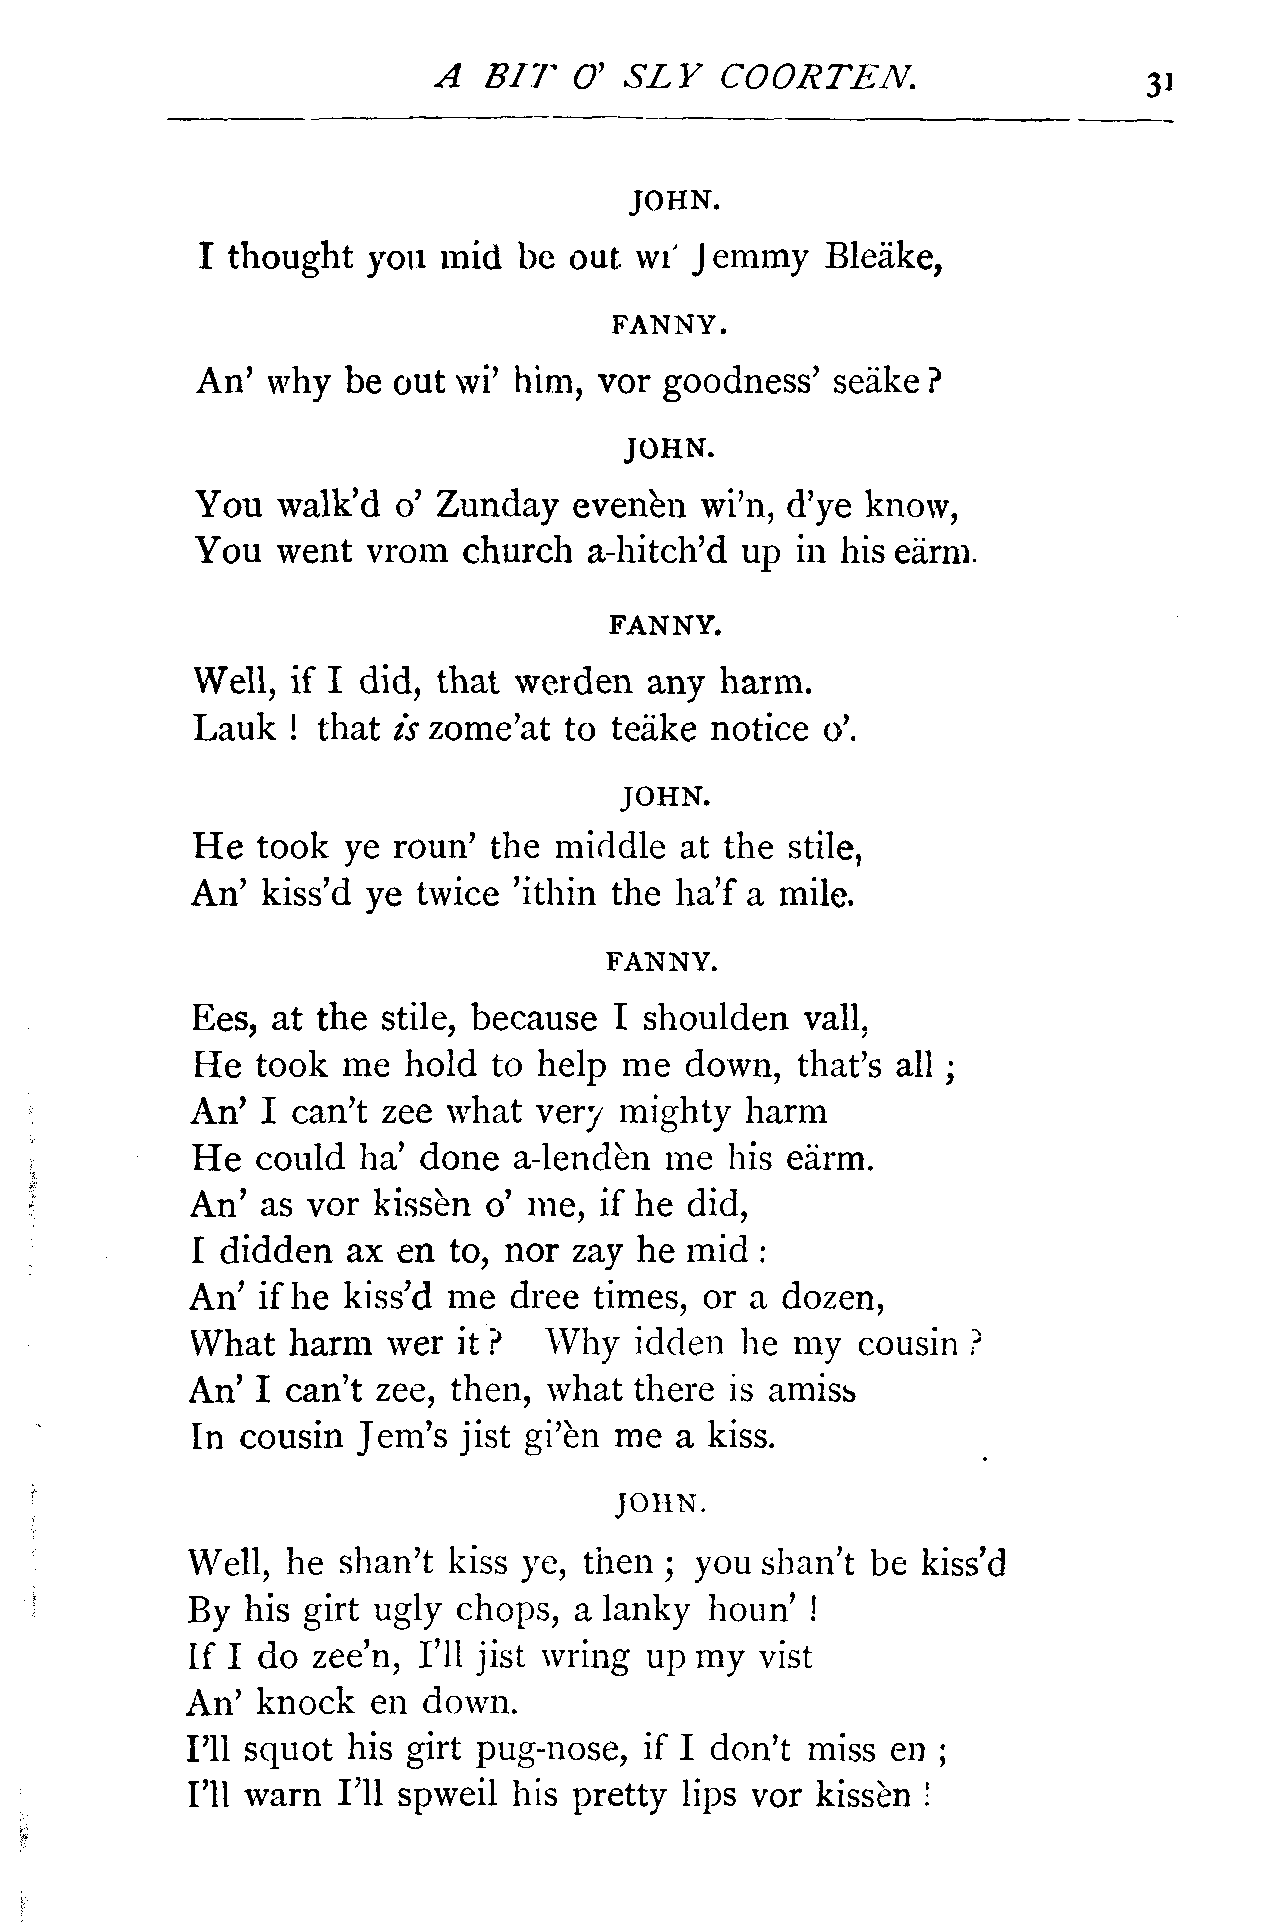 A BIT O’ SLY COORTEN. 31
JOHN.
I thought you mid be out wi’ Jemmy Bleäke,
FANNY.
An’ why be out wi’ him, vor goodness’ seäke?
JOHN.
You walk’d o’ Zunday evenèn wi’n, d’ye know,
You went vrom church a-hitch’d up in his eärm.
FANNY.
Well, if I did, that werden any harm.
Lauk! that is zome’at to teäke notice o’.
JOHN.
He took ye roun’ the middle at the stile,
An’ kiss’d ye twice ’ithin the ha’f a mile.
FANNY.
Ees, at the stile, because I shoulden vall,
He took me hold to help me down, that’s all;
An’ I can’t zee what very mighty harm
He could ha’ done a-lendèn me his eärm.
An’ as vor kissèn o’ me, if he did,
I didden ax en to, nor zay he mid:
An’ if he kiss’d me dree times, or a dozen,
What harm wer it? Why idden he my cousin?
An’ I can’t zee, then, what there is amiss
In cousin Jem’s jist gi’èn me a kiss.
JOHN.
Well, he shan’t kiss ye, then; you shan’t be kiss’d
By his girt ugly chops, a lanky houn’!
If I do zee’n, I’ll jist wring up my vist
An’ knock en down.
I’ll squot his girt pug-nose, if I don’t miss en;
I’ll warn I’ll spweil his pretty lips vor kissèn!